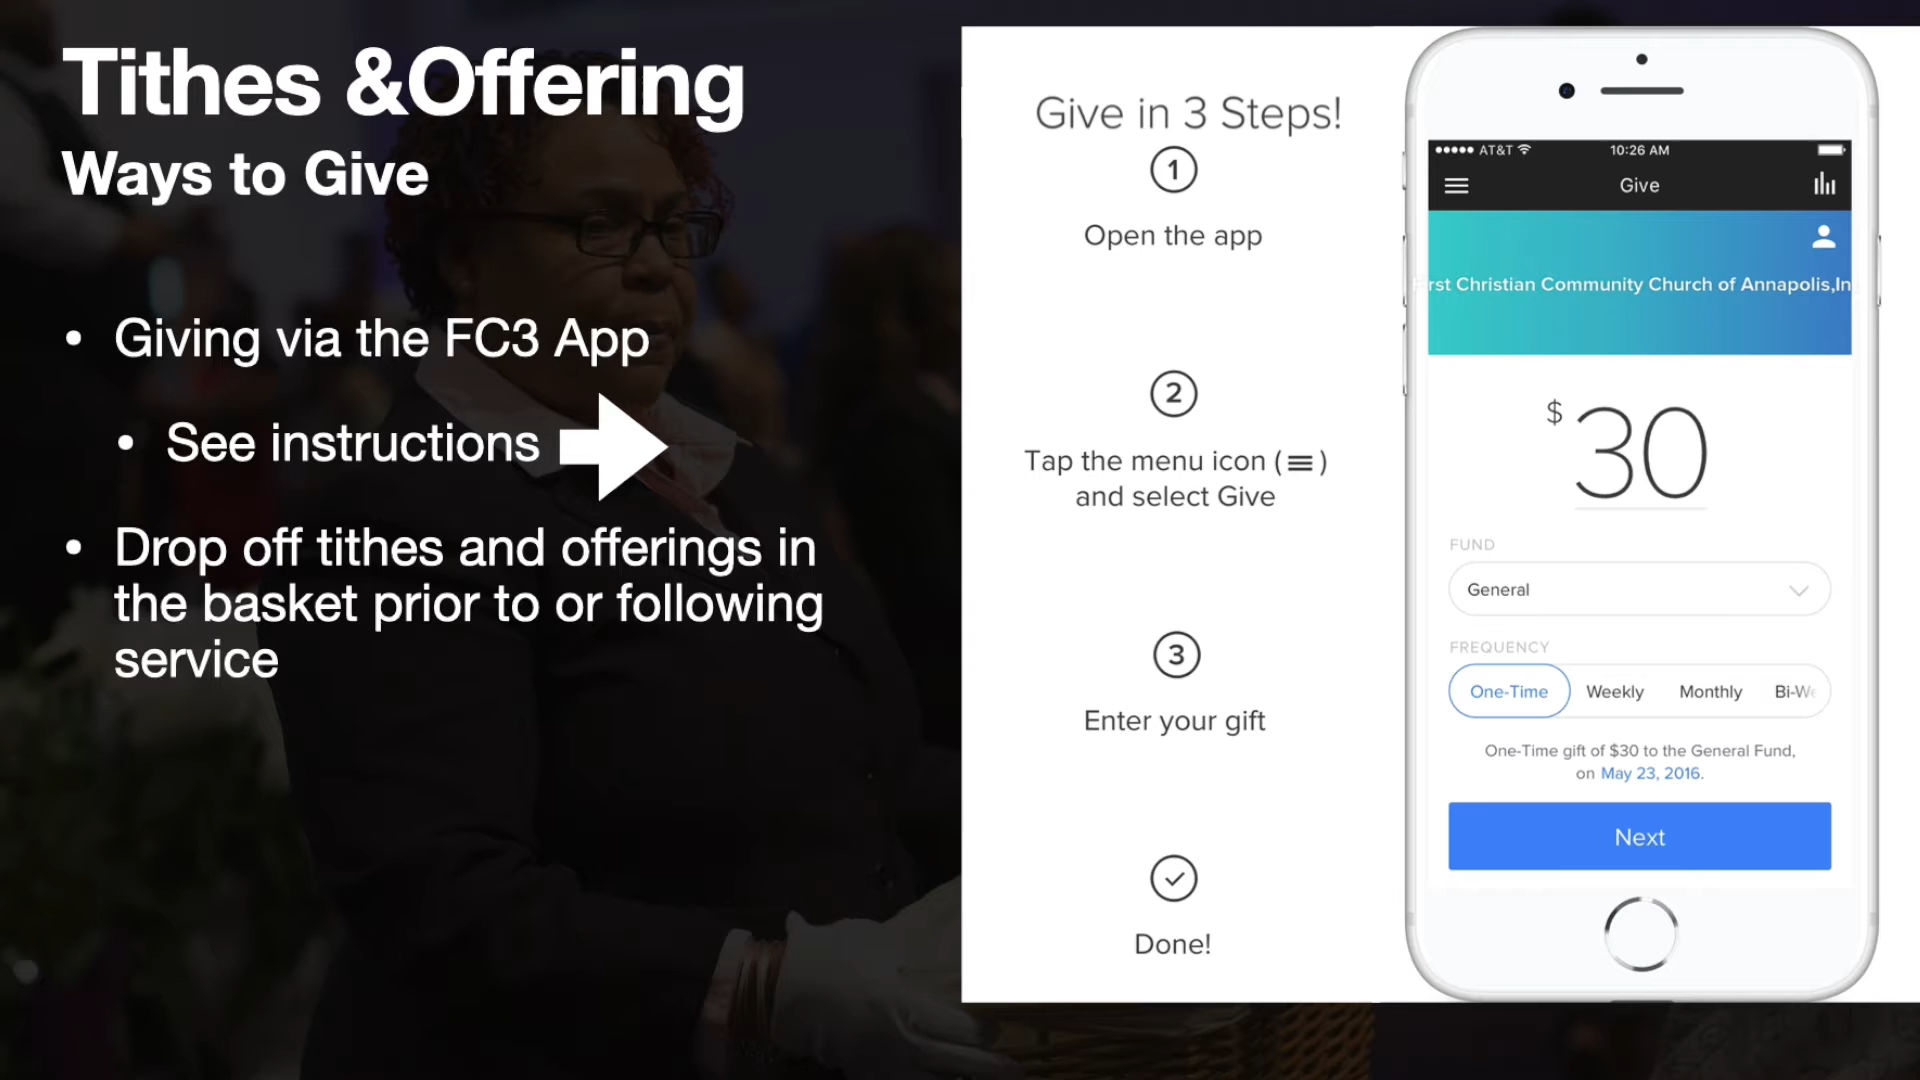 Tithes &Offering
Ways to Give
• Giving via the FC3 App
• See instructions
• Drop off tithes and offerings in
the basket prior to or following
service
Give in 3 Steps!
1
Open the app
2
Tap the menu icon (≡)
and select Give
3
Enter your gift
Done!
AT&T 10:26 AM
Give
rst Christian Community Church of Annapolis,In
$30
FUND
General
FREQUENCY
One-Time Weekly Monthly Bi-We
One-Time gift of $30 to the General Fund,
on May 23, 2016.
Next